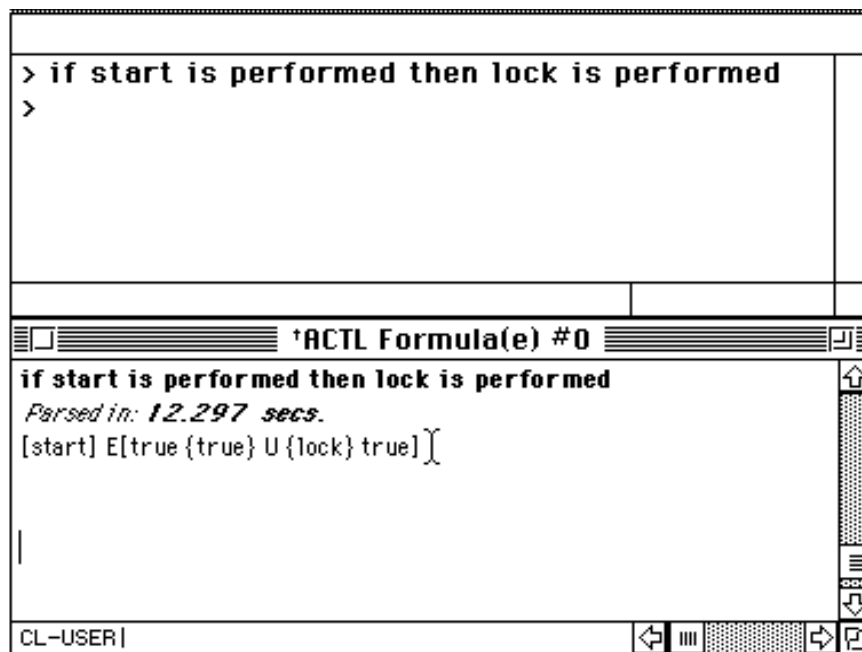 > if start is performed then lock is performed
>
†ACTL Formula(e) #0
if start is performed then lock is performed
Parsed in: 12.297 secs.
[start] E[true {true} U {lock} true]
CL-USER|